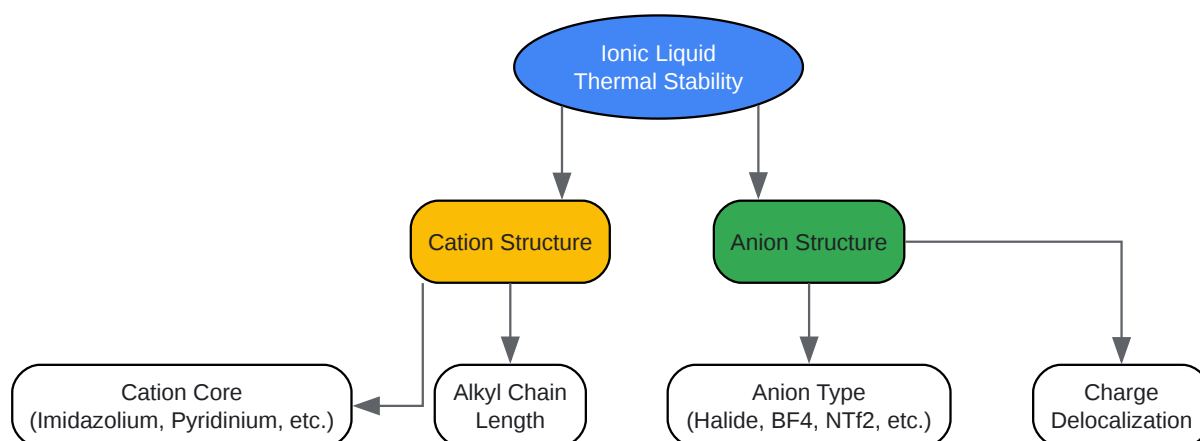 Ionic Liquid
Thermal Stability
Cation Structure
Anion Structure
Cation Core
(Imidazolium, Pyridinium, etc.)
Alkyl Chain
Length
Anion Type
(Halide, BF4, NTf2, etc.)
Charge
Delocalization